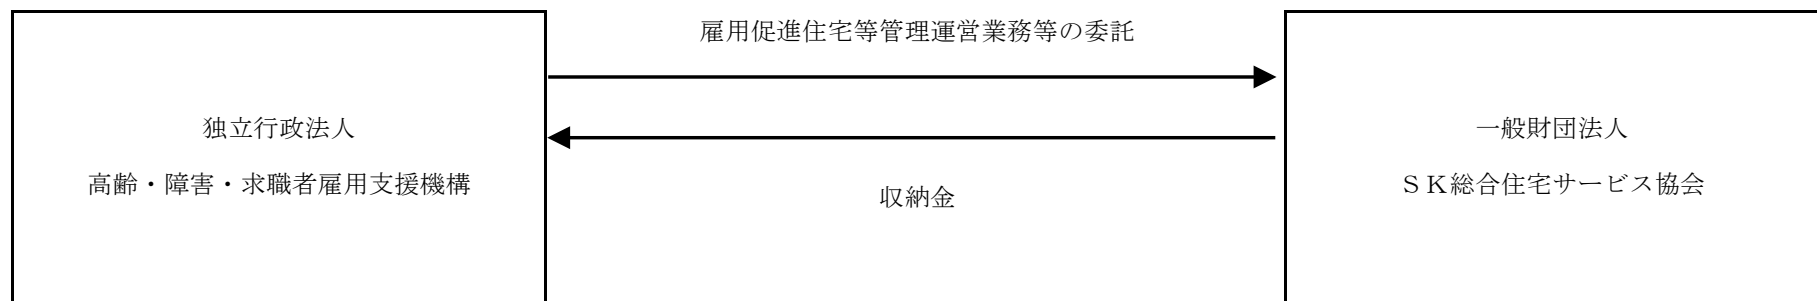 雇用促進住宅等管理運営業務等の委託
独立行政法人
高齢・障害・求職者雇用支援機構
収納金
一般財団法人
ＳＫ総合住宅サービス協会